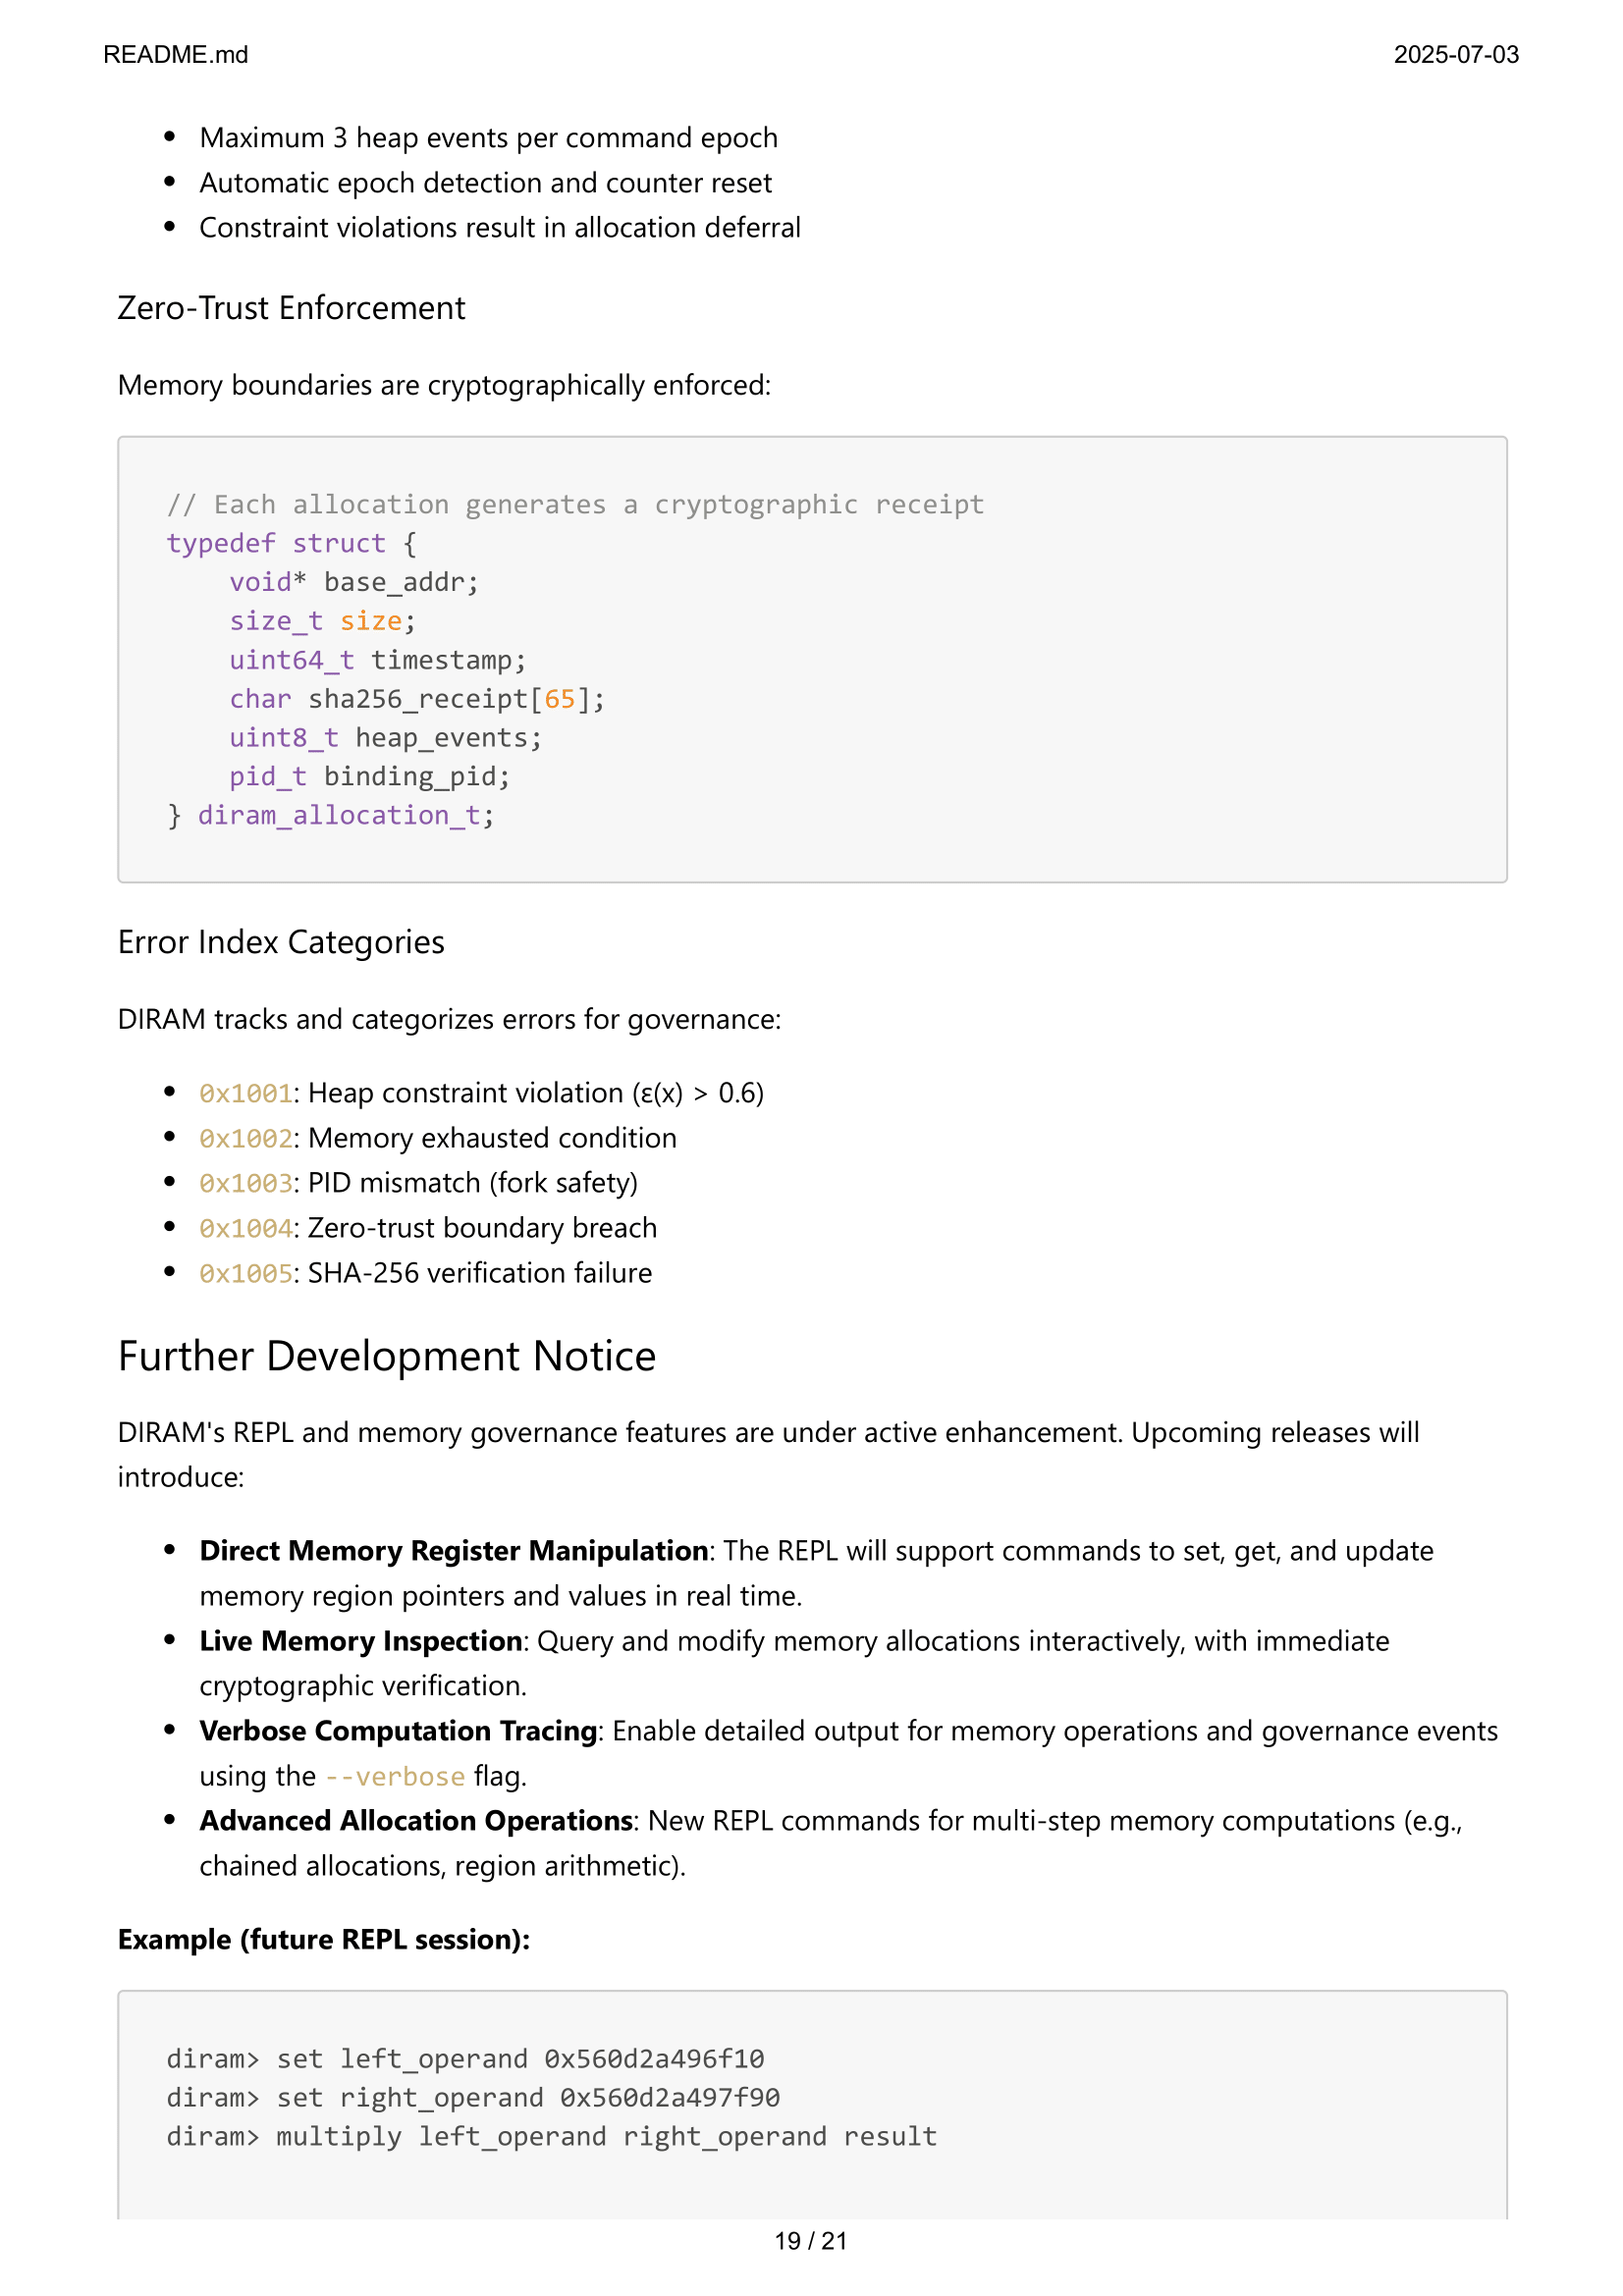 README.md 2025-07-03
• Maximum 3 heap events per command epoch
• Automatic epoch detection and counter reset
• Constraint violations result in allocation deferral
Zero-Trust Enforcement
Memory boundaries are cryptographically enforced:
// Each allocation generates a cryptographic receipt
typedef struct {
    void* base_addr;
    size_t size;
    uint64_t timestamp;
    char sha256_receipt[65];
    uint8_t heap_events;
    pid_t binding_pid;
} diram_allocation_t;
Error Index Categories
DIRAM tracks and categorizes errors for governance:
• 0x1001: Heap constraint violation (ε(x) > 0.6)
• 0x1002: Memory exhausted condition
• 0x1003: PID mismatch (fork safety)
• 0x1004: Zero-trust boundary breach
• 0x1005: SHA-256 verification failure
Further Development Notice
DIRAM's REPL and memory governance features are under active enhancement. Upcoming releases will
introduce:
• Direct Memory Register Manipulation: The REPL will support commands to set, get, and update
memory region pointers and values in real time.
• Live Memory Inspection: Query and modify memory allocations interactively, with immediate
cryptographic verification.
• Verbose Computation Tracing: Enable detailed output for memory operations and governance events
using the --verbose flag.
• Advanced Allocation Operations: New REPL commands for multi-step memory computations (e.g.,
chained allocations, region arithmetic).
Example (future REPL session):
diram> set left_operand 0x560d2a496f10
diram> set right_operand 0x560d2a497f90
diram> multiply left_operand right_operand result
19 / 21